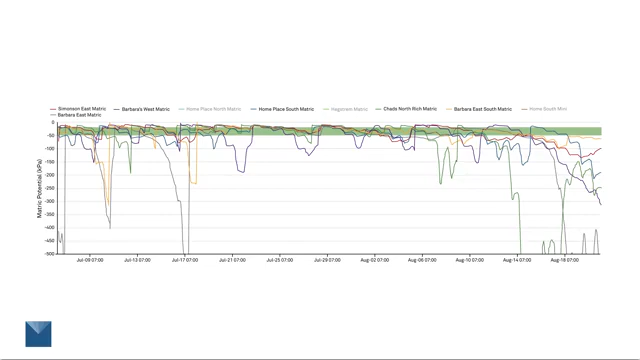 Simonson East Matric Barbara's West Matric Home Place North Matric Home Place South Matric Hagemann Matric Chads North Rich Matric Barbara East South Matric Home South Mini
Barbara East Matric
Matric Potential (kPa)
0
-50
-100
-150
-200
-250
-300
-350
-400
-450
-500
Jul-09 07:00 Jul-13 07:00 Jul-17 07:00 Jul-21 07:00 Jul-25 07:00 Jul-29 07:00 Aug-02 07:00 Aug-06 07:00 Aug-10 07:00 Aug-14 07:00 Aug-18 07:00